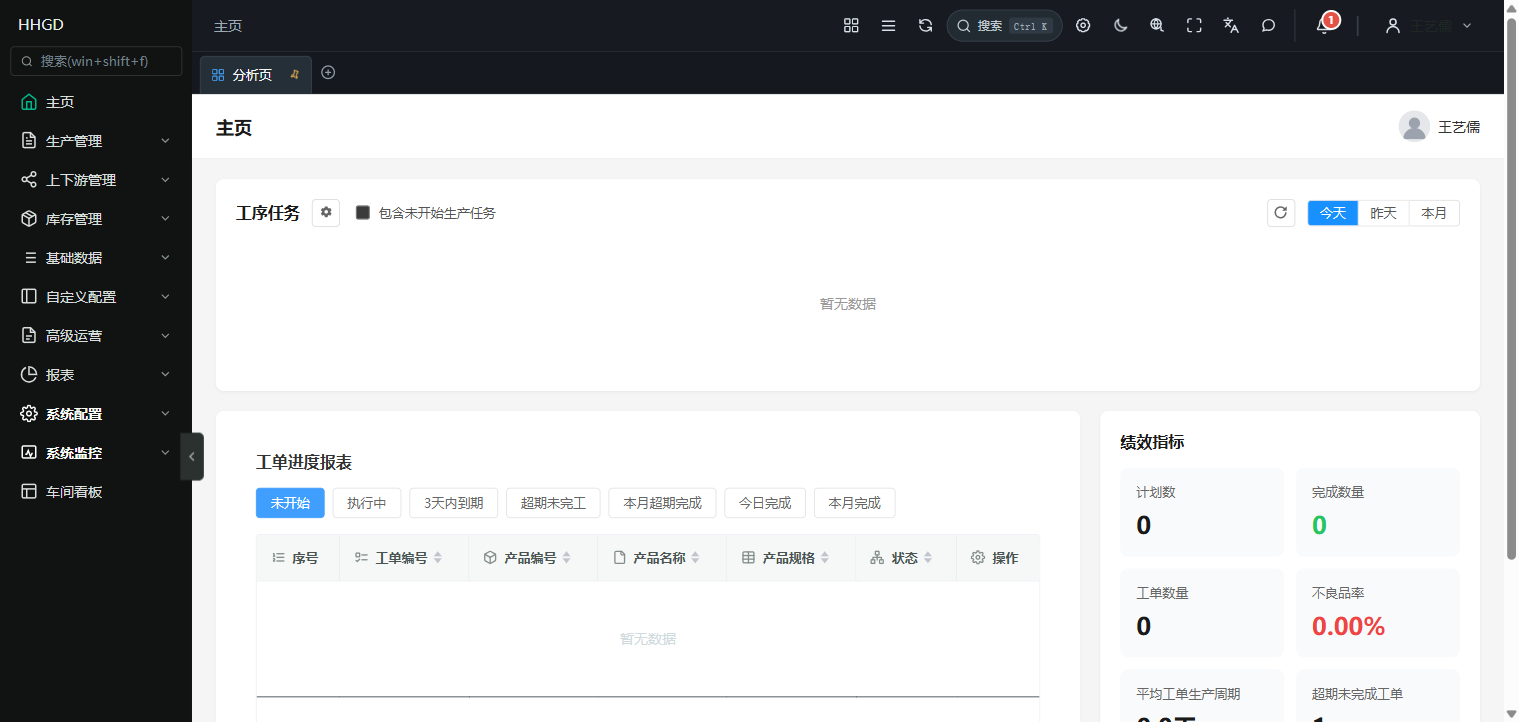 HHGD
搜索(win+shift+f)
主页
生产管理
上下游管理
库存管理
基础数据
自定义配置
高级运营
报表
系统配置
系统监控
车间看板
主页
搜索 Ctrl K
1
王艺儒
分析页
主页
王艺儒
工序任务
包含未开始生产任务
今天 昨天 本月
暂无数据
工单进度报表
未开始 执行中 3天内到期 超期未完工 本月超期完成 今日完成 本月完成
序号 工单编号 产品编号 产品名称 产品规格 状态 操作
暂无数据
绩效指标
计划数
0
完成数量
0
工单数量
0
不良品率
0.00%
平均工单生产周期
超期未完成工单